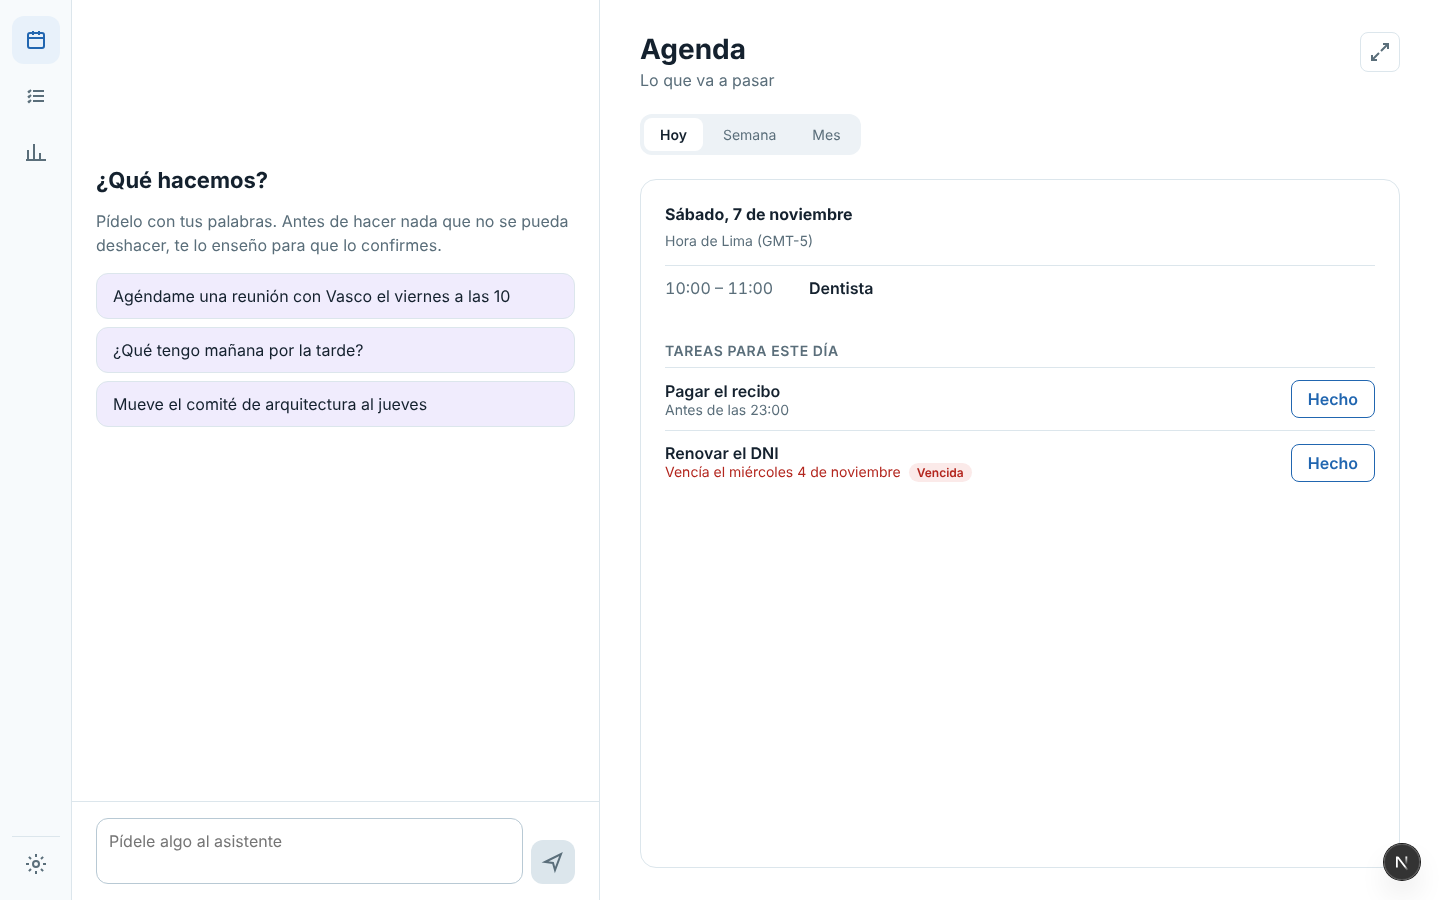 ¿Qué hacemos?
Pídelo con tus palabras. Antes de hacer nada que no se pueda
deshacer, te lo enseño para que lo confirmes.
Agéndame una reunión con Vasco el viernes a las 10
¿Qué tengo mañana por la tarde?
Mueve el comité de arquitectura al jueves
Pídele algo al asistente
Agenda
Lo que va a pasar
Hoy
Semana
Mes
Sábado, 7 de noviembre
Hora de Lima (GMT-5)
10:00 – 11:00 Dentista
TAREAS PARA ESTE DÍA
Pagar el recibo
Antes de las 23:00
Hecho
Renovar el DNI
Vencía el miércoles 4 de noviembre Vencida
Hecho
N